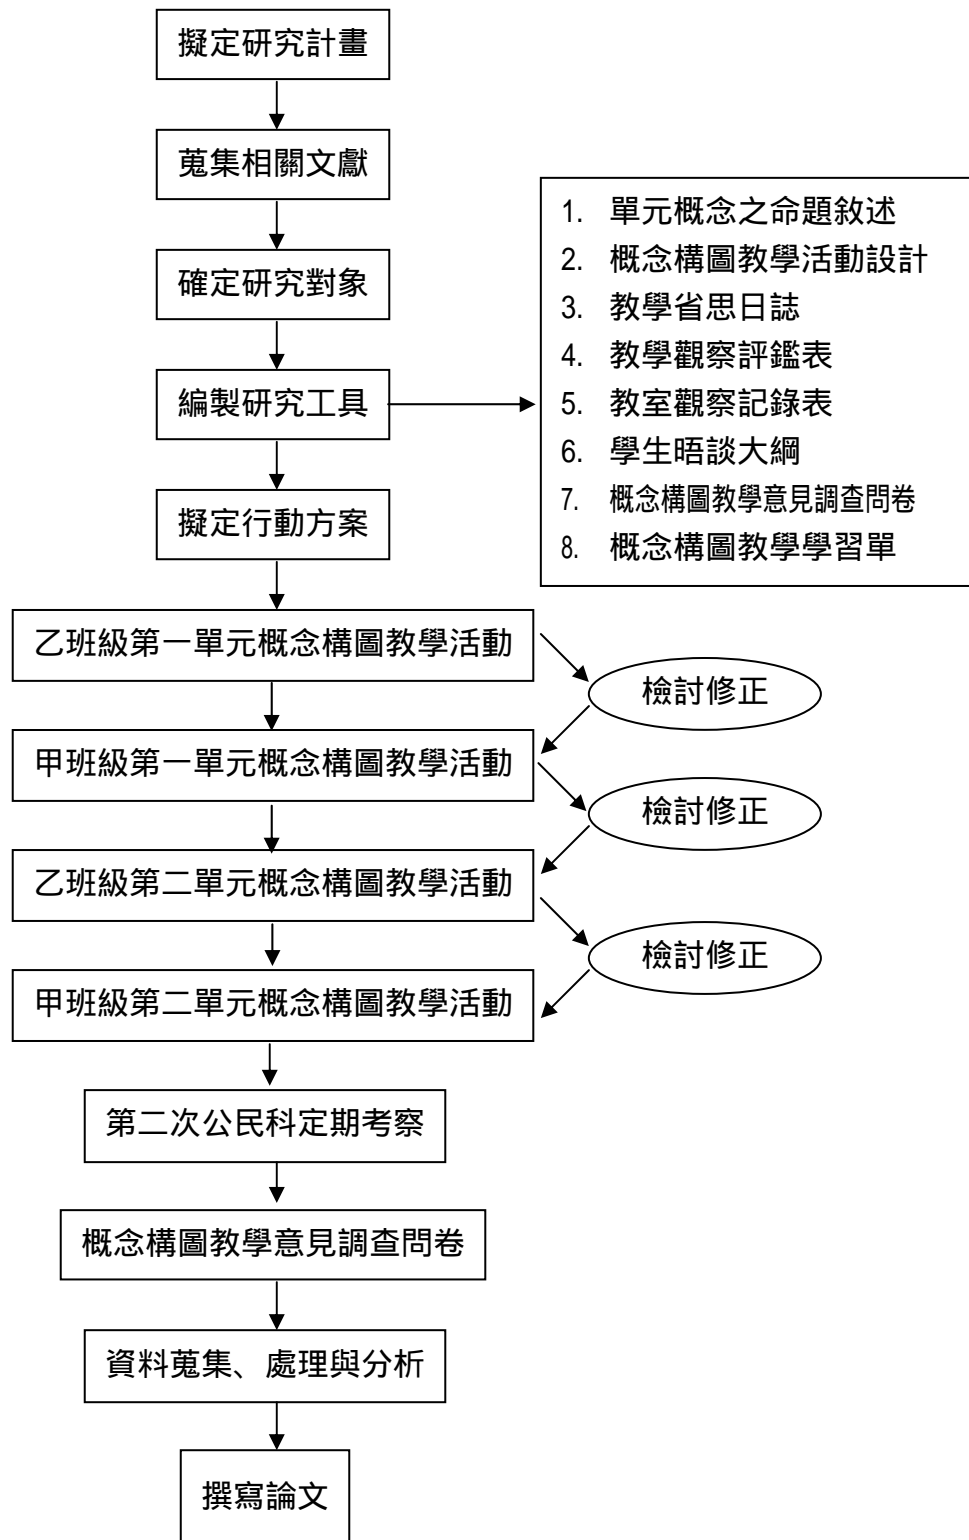 擬定研究計畫
蒐集相關文獻
確定研究對象
編製研究工具
1. 單元概念之命題敘述
2. 概念構圖教學活動設計
3. 教學省思日誌
4. 教學觀察評鑑表
5. 教室觀察記錄表
6. 學生晤談大綱
7. 概念構圖教學意見調查問卷
8. 概念構圖教學學習單
擬定行動方案
乙班級第一單元概念構圖教學活動
檢討修正
甲班級第一單元概念構圖教學活動
檢討修正
乙班級第二單元概念構圖教學活動
檢討修正
甲班級第二單元概念構圖教學活動
第二次公民科定期考察
概念構圖教學意見調查問卷
資料蒐集、處理與分析
撰寫論文